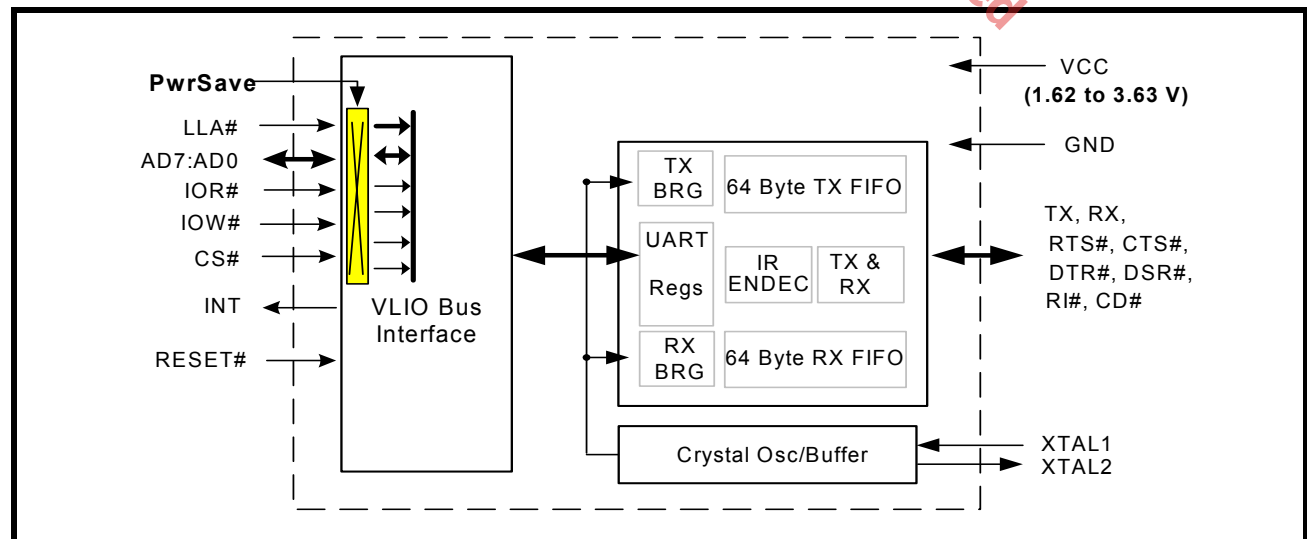 PwrSave
LLA#
AD7:AD0
IOR#
IOW#
CS#
INT
RESET#
VLIO Bus
Interface
TX
BRG
64 Byte TX FIFO
UART
Regs
IR
ENDEC
TX &
RX
RX
BRG
64 Byte RX FIFO
Crystal Osc/Buffer
VCC
(1.62 to 3.63 V)
GND
TX, RX,
RTS#, CTS#,
DTR#, DSR#,
RI#, CD#
XTAL1
XTAL2